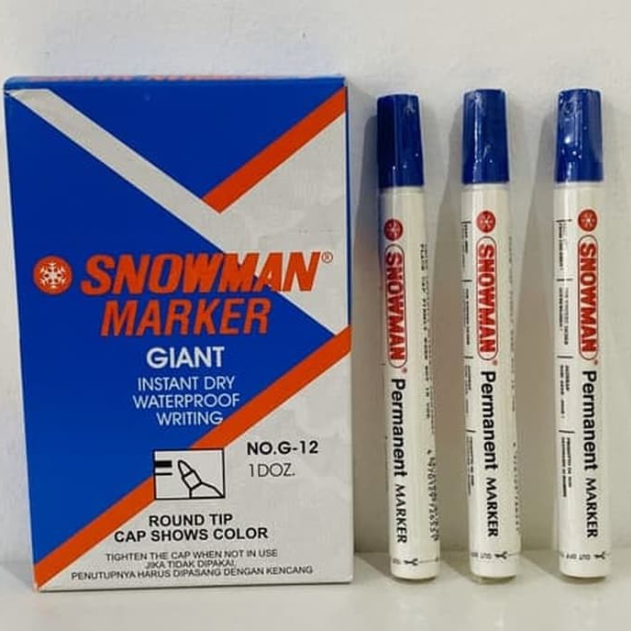 SNOWMAN®
MARKER
GIANT
INSTANT DRY
WATERPROOF
WRITING
NO.G-12
1DOZ.
ROUND TIP
CAP SHOWS COLOR
TIGHTEN THE CAP WHEN NOT IN USE
JIKA TIDAK DIPAKAI,
PENUTUPNYA HARUS DIPASANG DENGAN KENCANG
SNOWMAN® Permanent MARKER
SNOWMAN® Permanent MARKER
SNOWMAN® Permanent MARKER